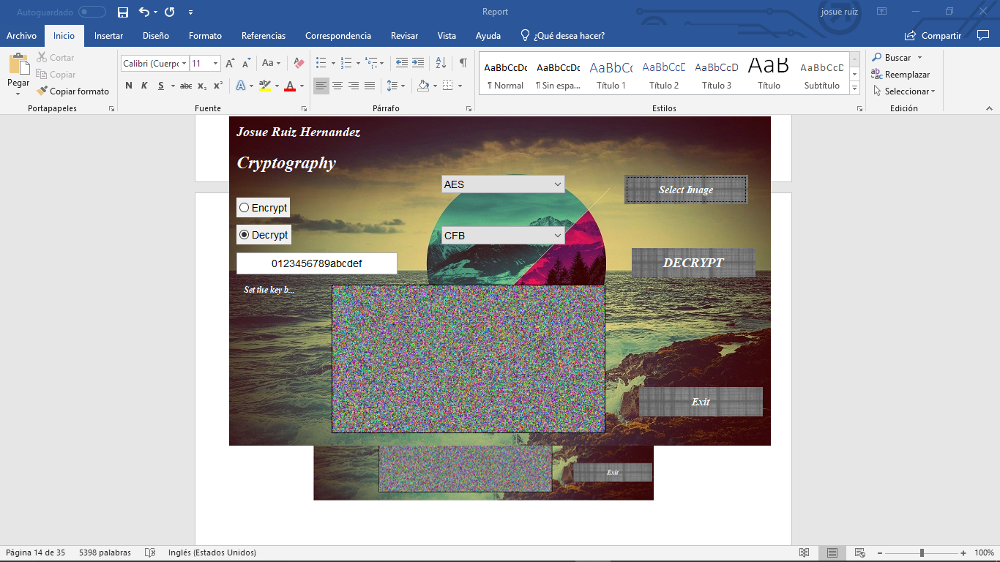 Autoguardado
Report
josue ruiz
Archivo Inicio Insertar Diseño Formato Referencias Correspondencia Revisar Vista Ayuda ¿Qué desea hacer? Compartir
Pegar
Cortar
Copiar
Copiar formato
Portapapeles
Calibri (Cuerpo 11
Aa
N K S abc x₂ x²
Fuente
Párrafo
AaBbCcDc AaBbCcDc AaBbCc AaBbCcD AaBbCcD AaB AaBbCcD
¶ Normal ¶ Sin espa... Título 1 Título 2 Título 3 Título Subtítulo
Estilos
Buscar
Reemplazar
Seleccionar
Edición
Josue Ruiz Hernandez
Cryptography
AES
Select Image
Encrypt
Decrypt
CFB
0123456789abcdef
DECRYPT
Set the key b...
Exit
Exit
Página 14 de 35 5398 palabras Inglés (Estados Unidos) 100%